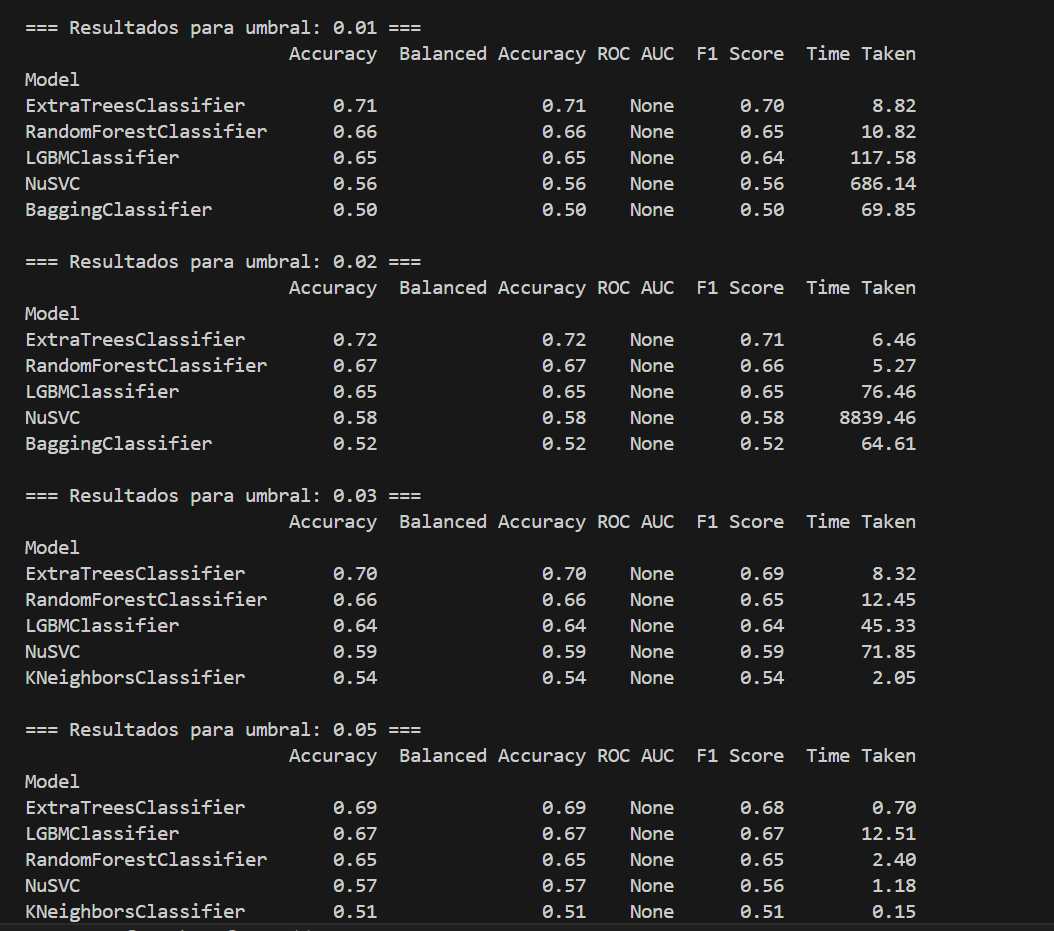 === Resultados para umbral: 0.01 ===
Accuracy Balanced Accuracy ROC AUC F1 Score Time Taken
Model
ExtraTreesClassifier 0.71 0.71 None 0.70 8.82
RandomForestClassifier 0.66 0.66 None 0.65 10.82
LGBMClassifier 0.65 0.65 None 0.64 117.58
NuSVC 0.56 0.56 None 0.56 686.14
BaggingClassifier 0.50 0.50 None 0.50 69.85
=== Resultados para umbral: 0.02 ===
Accuracy Balanced Accuracy ROC AUC F1 Score Time Taken
Model
ExtraTreesClassifier 0.72 0.72 None 0.71 6.46
RandomForestClassifier 0.67 0.67 None 0.66 5.27
LGBMClassifier 0.65 0.65 None 0.65 76.46
NuSVC 0.58 0.58 None 0.58 8839.46
BaggingClassifier 0.52 0.52 None 0.52 64.61
=== Resultados para umbral: 0.03 ===
Accuracy Balanced Accuracy ROC AUC F1 Score Time Taken
Model
ExtraTreesClassifier 0.70 0.70 None 0.69 8.32
RandomForestClassifier 0.66 0.66 None 0.65 12.45
LGBMClassifier 0.64 0.64 None 0.64 45.33
NuSVC 0.59 0.59 None 0.59 71.85
KNeighborsClassifier 0.54 0.54 None 0.54 2.05
=== Resultados para umbral: 0.05 ===
Accuracy Balanced Accuracy ROC AUC F1 Score Time Taken
Model
ExtraTreesClassifier 0.69 0.69 None 0.68 0.70
LGBMClassifier 0.67 0.67 None 0.67 12.51
RandomForestClassifier 0.65 0.65 None 0.65 2.40
NuSVC 0.57 0.57 None 0.56 1.18
KNeighborsClassifier 0.51 0.51 None 0.51 0.15